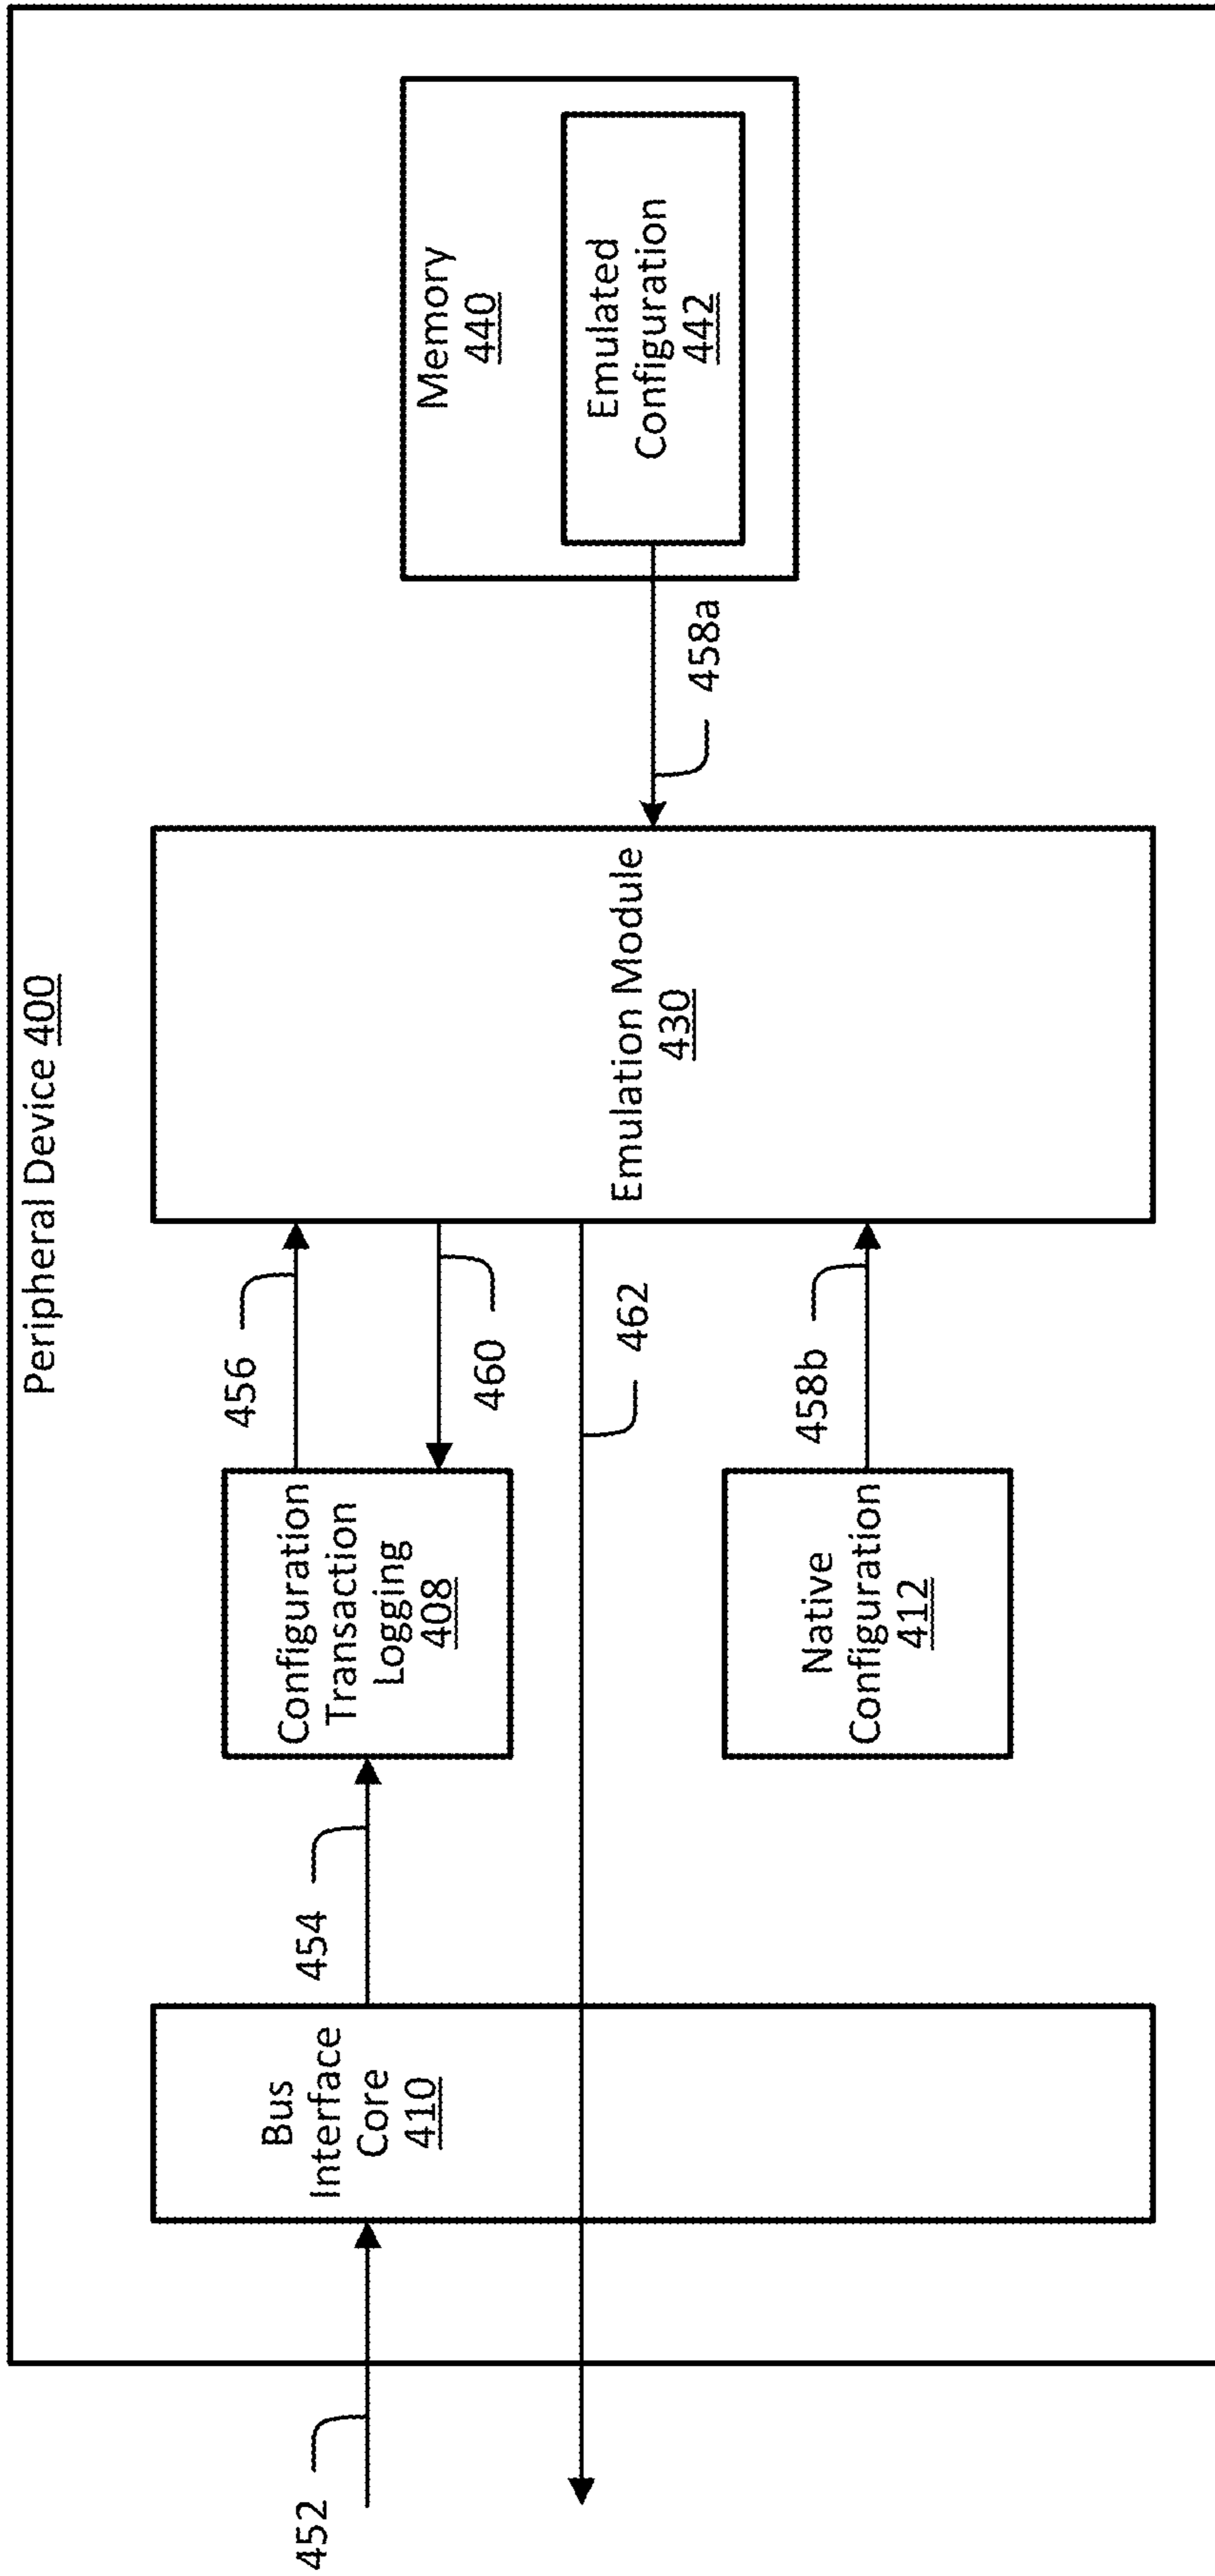 Peripheral Device 400
452
Bus
Interface
Core
410
454
Configuration
Transaction
Logging
408
456
460
462
Native
Configuration
412
458b
Emulation Module
430
458a
Memory
440
Emulated
Configuration
442